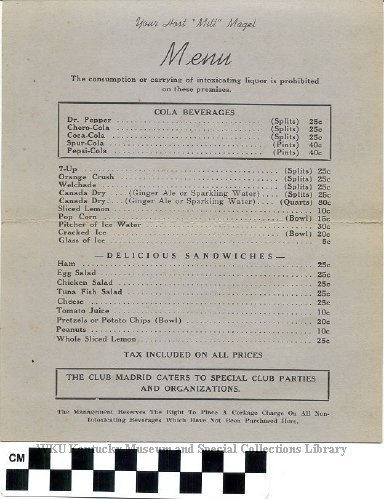 Your Host "Milt" Magel
Menu
The consumption or carrying of intoxicating liquor is prohibited
on these premises.
COLA BEVERAGES
Dr. Pepper (Splits) 25c
Chero-Cola (Splits) 25c
Coca-Cola (Splits) 25c
Spur-Cola (Pints) 40c
Pepsi-Cola (Pints) 40c
7-Up (Splits) 25c
Orange Crush (Splits) 25c
Welchade (Splits) 25c
Canada Dry (Ginger Ale or Sparkling Water) (Splits) 25c
Canada Dry (Ginger Ale or Sparkling Water) (Quarts) 80c
Sliced Lemon 10c
Pop Corn (Bowl) 15c
Pitcher of Ice Water 30c
Cracked Ice (Bowl) 20c
Glass of Ice 5c
—DELICIOUS SANDWICHES—
Ham 25c
Egg Salad 25c
Chicken Salad 25c
Tuna Fish Salad 25c
Cheese 25c
Tomato Juice 10c
Pretzels or Potato Chips (Bowl) 20c
Peanuts 10c
Whole Sliced Lemon 25c
TAX INCLUDED ON ALL PRICES
THE CLUB MADRID CATERS TO SPECIAL CLUB PARTIES
AND ORGANIZATIONS.
The Management Reserves The Right To Place A Corkage Charge On All Non-
Intoxicating Beverages Which Have Not Been Purchased Here.
WKU Kentucky Museum and Special Collections Library
CM